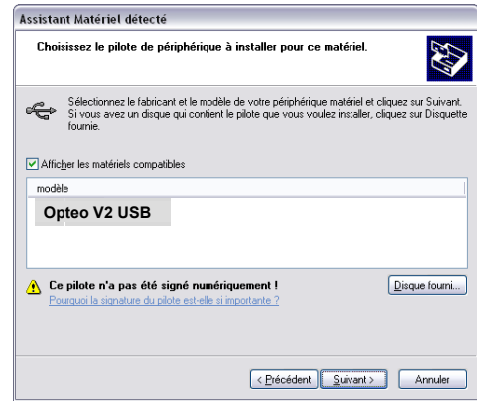 Assistant Matériel détecté
Choisissez le pilote de périphérique à installer pour ce matériel.
Sélectionnez le fabricant et le modèle de votre périphérique matériel et cliquez sur Suivant.
Si vous avez un disque qui contient le pilote que vous voulez installer, cliquez sur Disquette
fournie.
Afficher les matériels compatibles
modèle
Opteo V2 USB
Ce pilote n'a pas été signé numériquement !
Pourquoi la signature du pilote est-elle si importante ?
Disque fourni...
< Précédent
Suivant >
Annuler